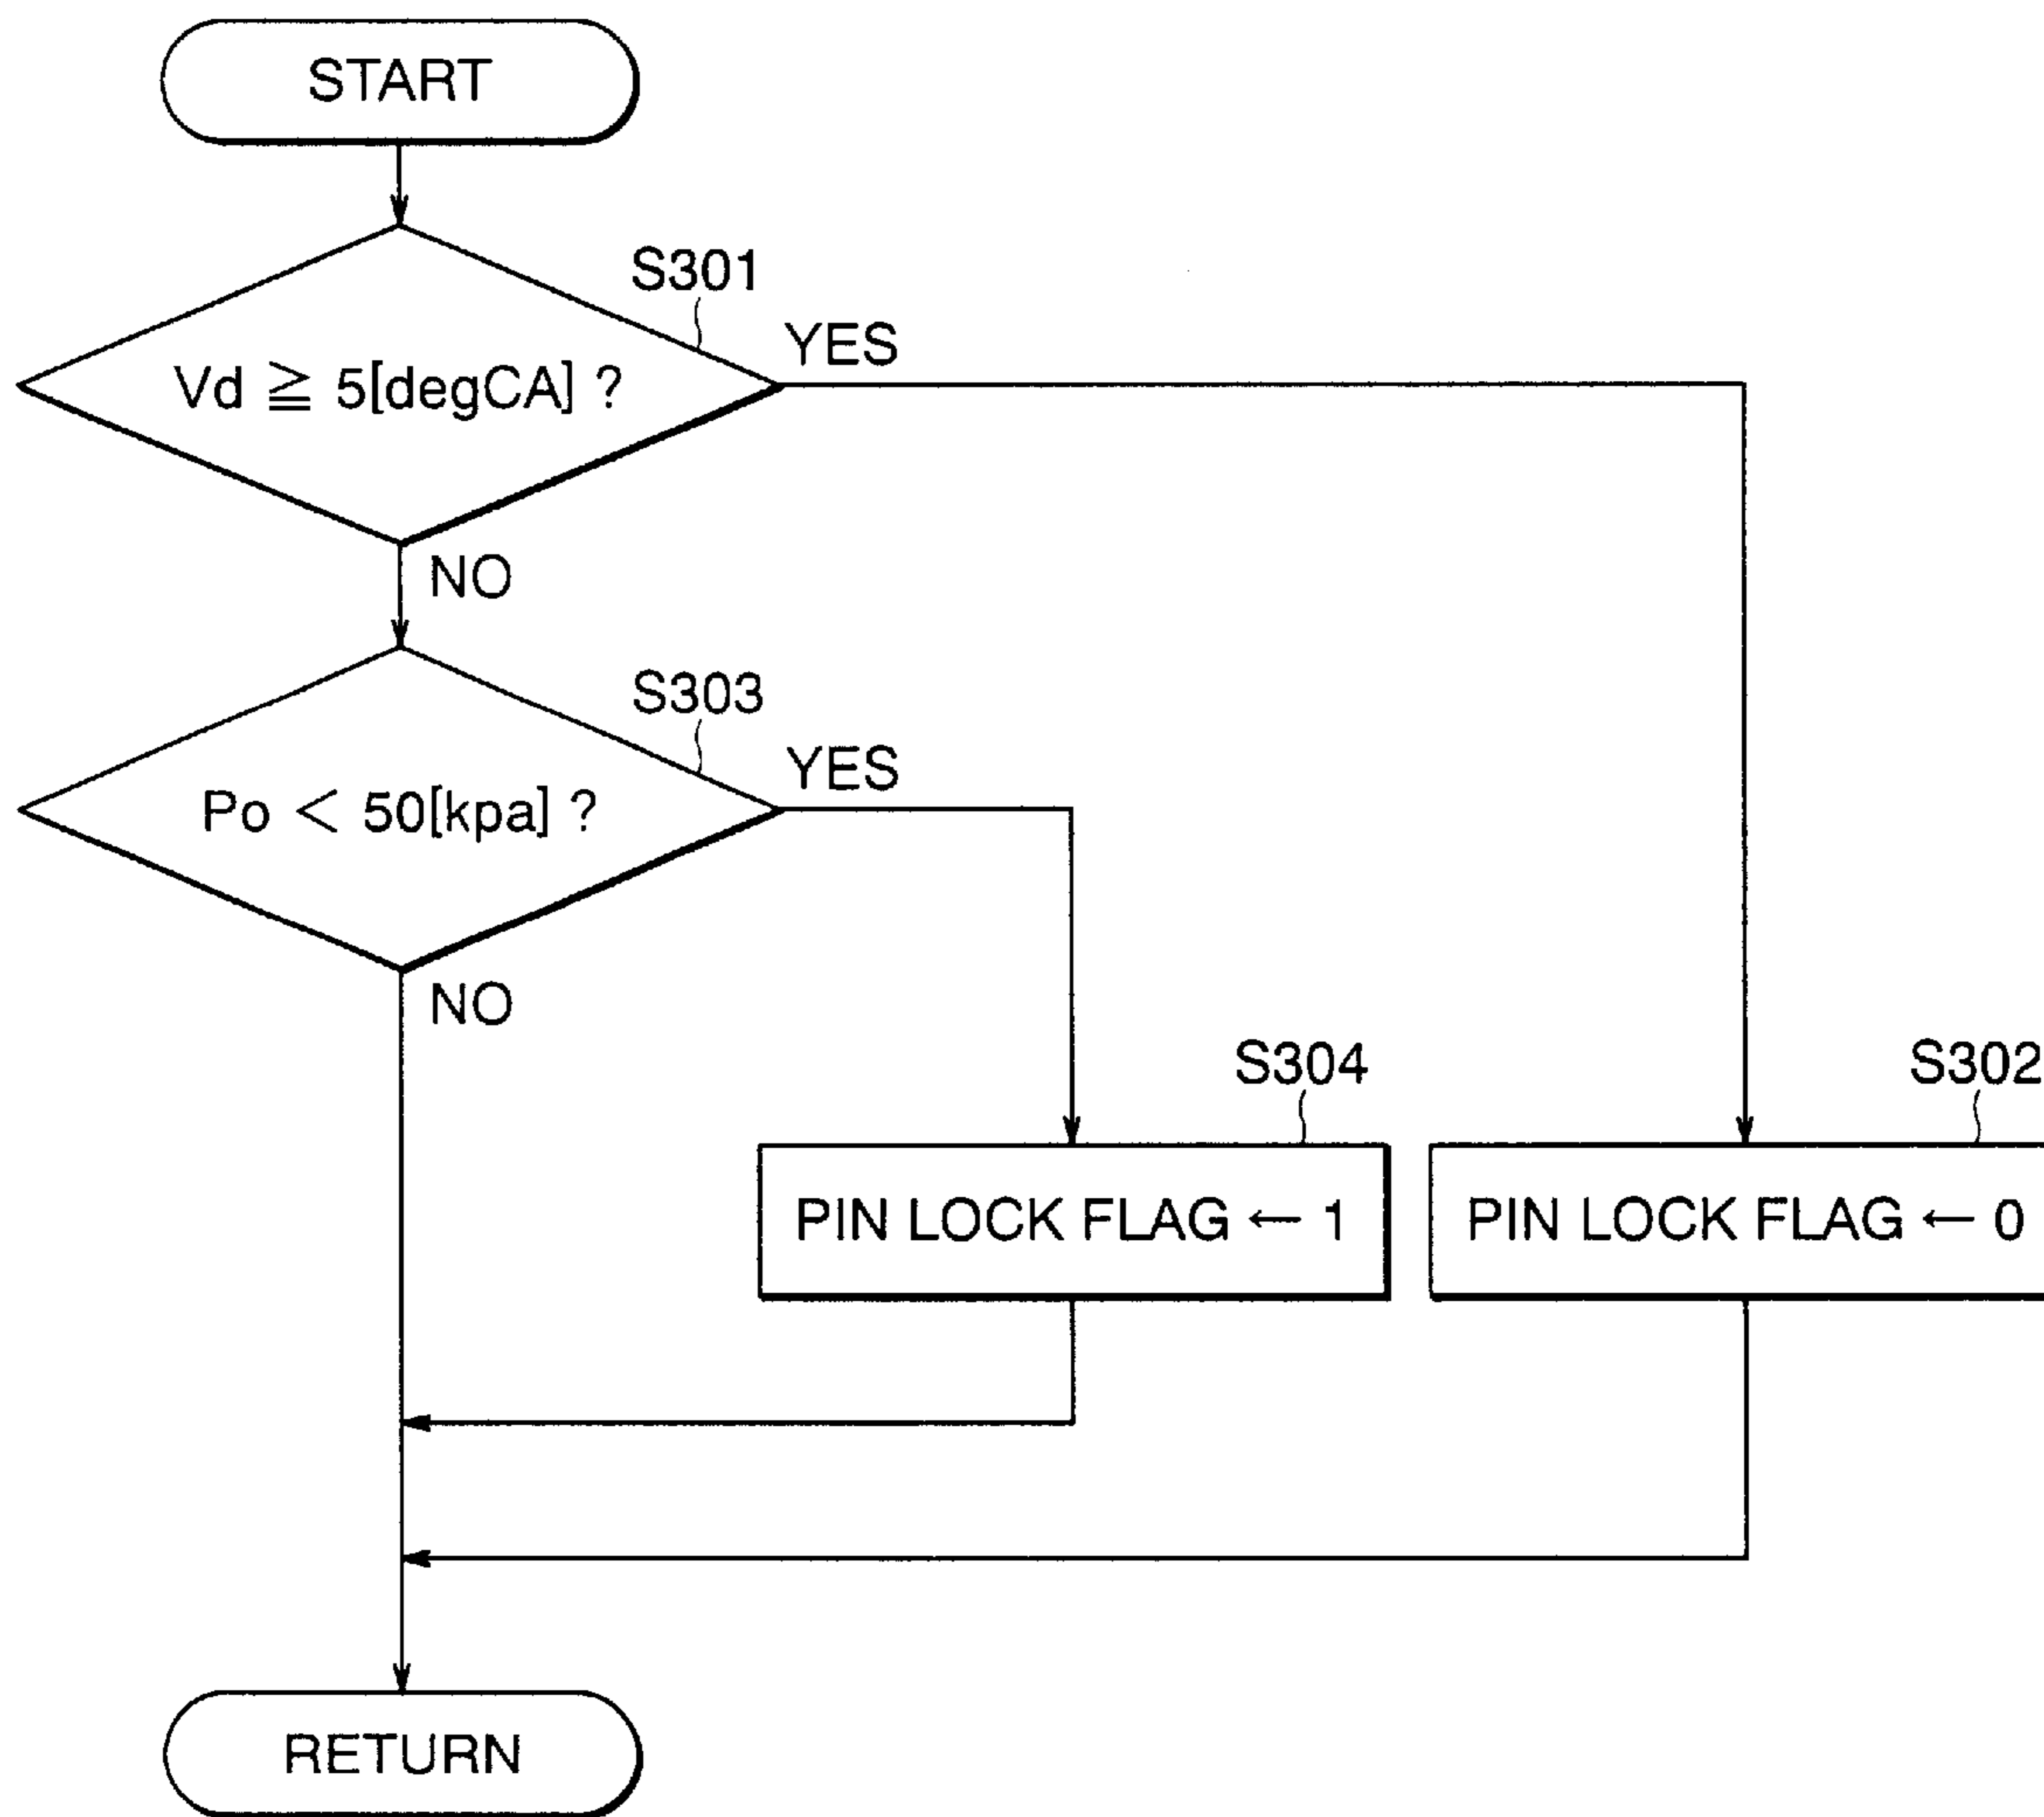 START
S301
Vd ≧ 5[degCA] ?
YES
NO
S303
Po < 50[kpa] ?
YES
NO
S304
PIN LOCK FLAG ← 1
S302
PIN LOCK FLAG ← 0
RETURN